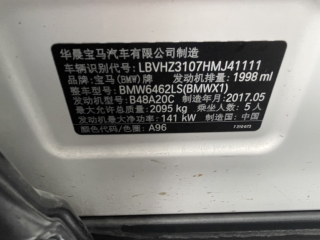 华晨宝马汽车有限公司制造
车辆识别代号: LBVHZ3107HMJ41111
品牌: 宝马(BMW)牌 发动机排量: 1998 ml
整车型号: BMW6462LS(BMWX1)
发动机型号: B48A20C 制造年月: 2017.05
最大允许总质量: 2095 kg 乘坐人数: 5 人
发动机最大净功率: 141 kW 制造国: 中国
颜色/色图/色单: A96